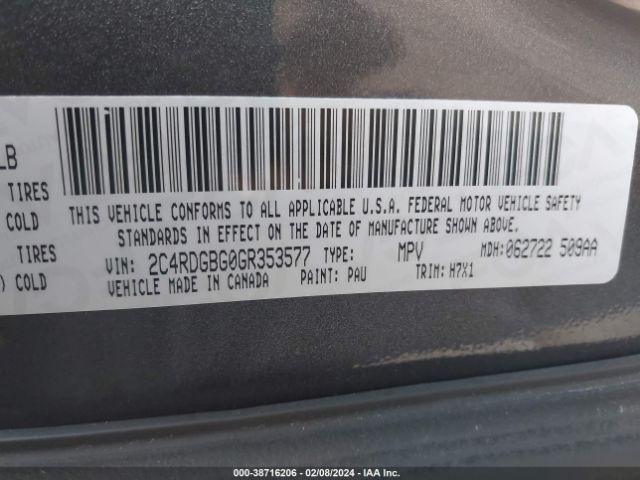 LB
TIRES
COLD
TIRES
) COLD
THIS VEHICLE CONFORMS TO ALL APPLICABLE U.S.A. FEDERAL MOTOR VEHICLE SAFETY
STANDARDS IN EFFECT ON THE DATE OF MANUFACTURE SHOWN ABOVE.
VIN: 2C4RDGBG0GR353577 TYPE: MPV MDH:062722 509AA
VEHICLE MADE IN CANADA PAINT: PAU TRIM: H7X1
000-38716206 - 02/08/2024 - IAA Inc.